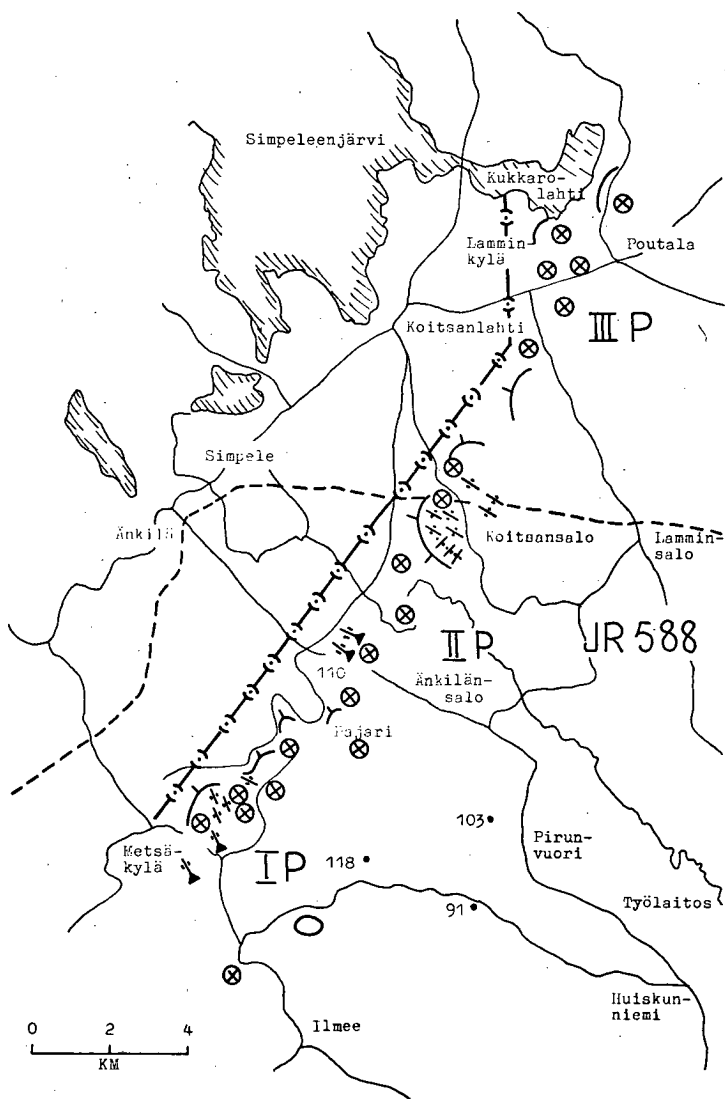 Simpeleenjärvi
Kukkaro-
lahti
Lammin
kylä
Poutala
III P
Koitsanlahti
Simpele
Änkilä
Koitsansalo
Lammin-
salo
JR 588
II P
110
Änkilän-
salo
Rajari
103
Pirun-
vuori
Metsä-
kylä
I P
118
Työlaitos
91
Huiskun-
niemi
Ilmee
0 2 4
KM